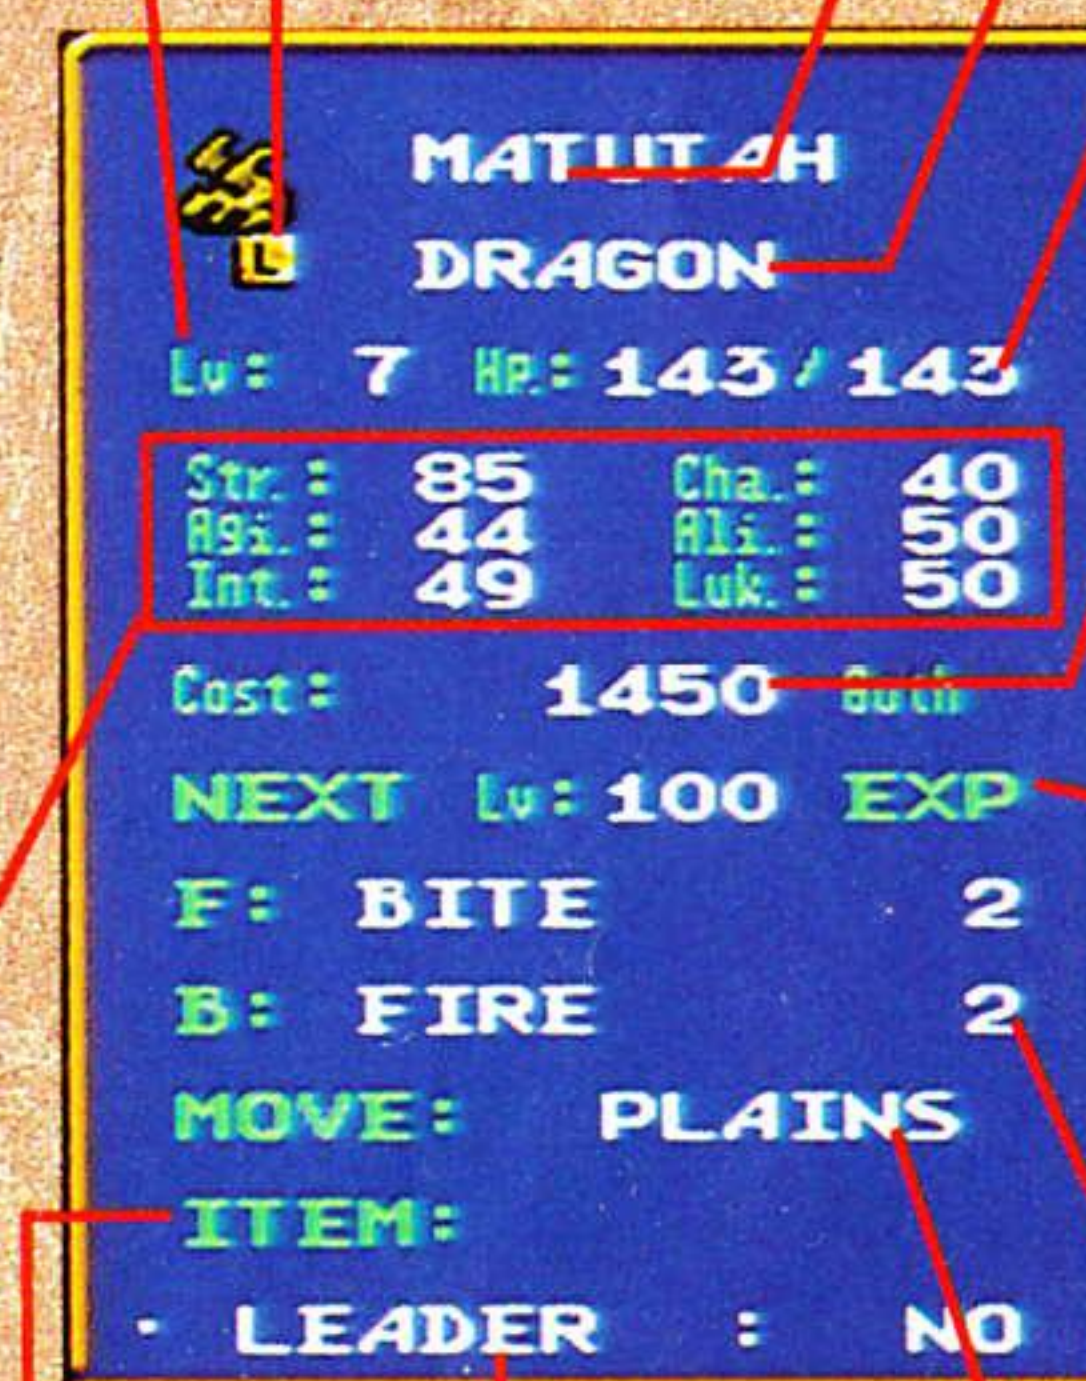 MATUTAH
L
DRAGON
Lv: 7 HP.: 143/143
Str.: 85 Cha.: 40
Agi.: 44 Ali.: 50
Int.: 49 Luk.: 50
Cost: 1450 Goth
NEXT Lv: 100 EXP
F: BITE 2
B: FIRE 2
MOVE: PLAINS
ITEM:
· LEADER : NO